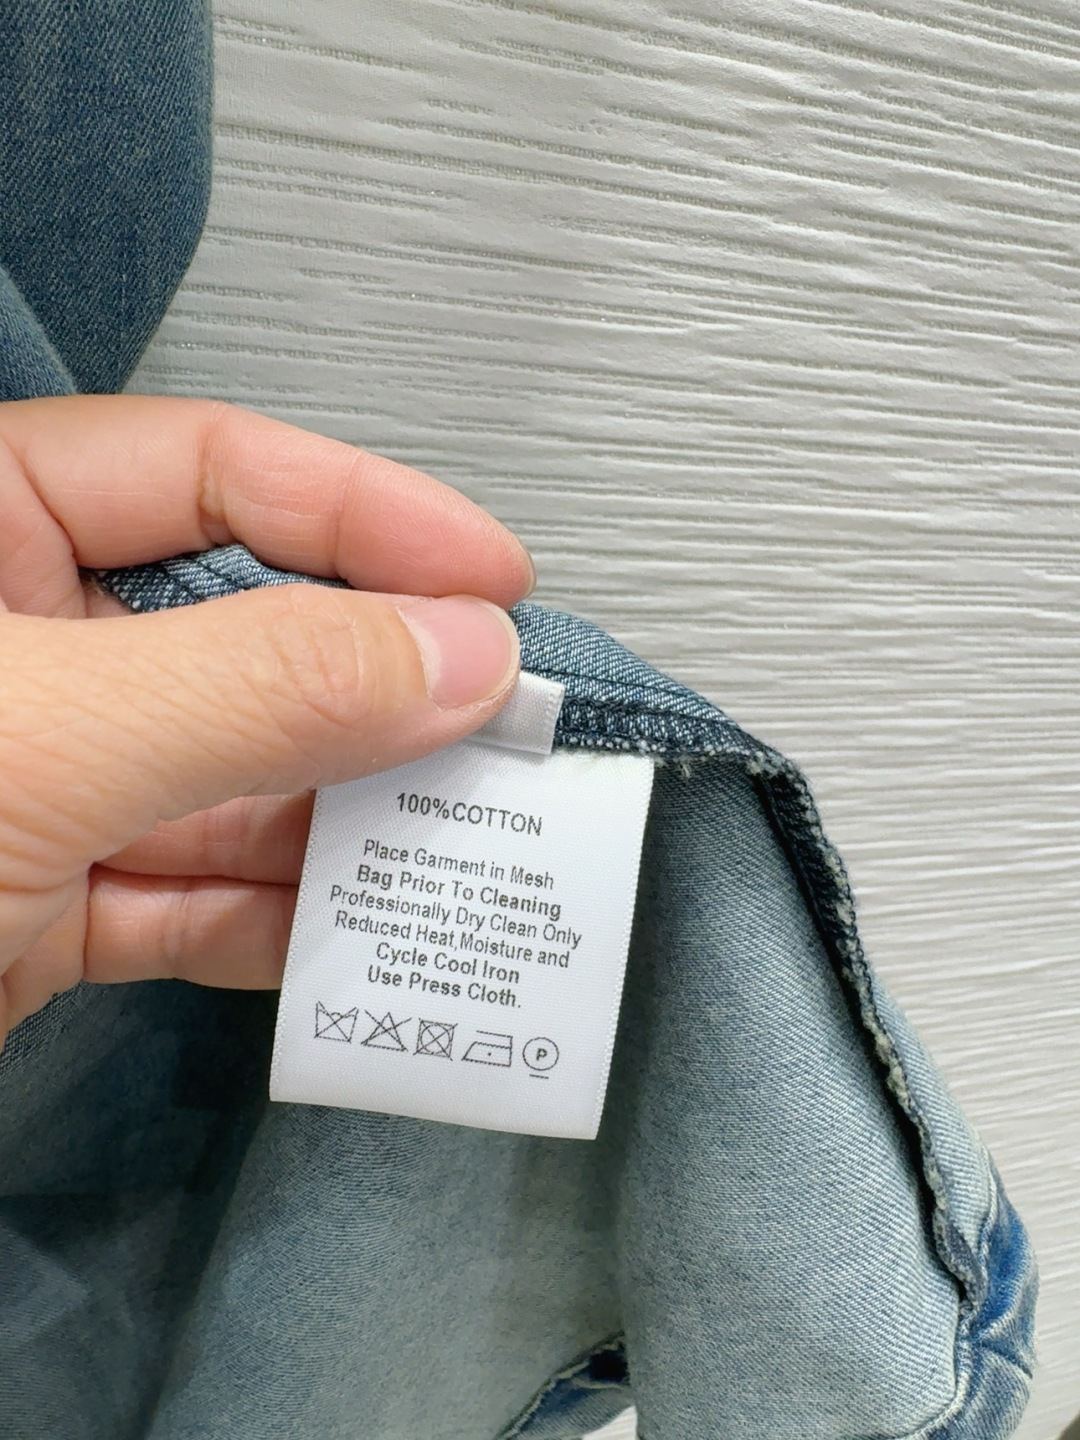 100%COTTON
Place Garment in Mesh
Bag Prior To Cleaning
Professionally Dry Clean Only
Reduced Heat,Moisture and
Cycle Cool Iron
Use Press Cloth.
P